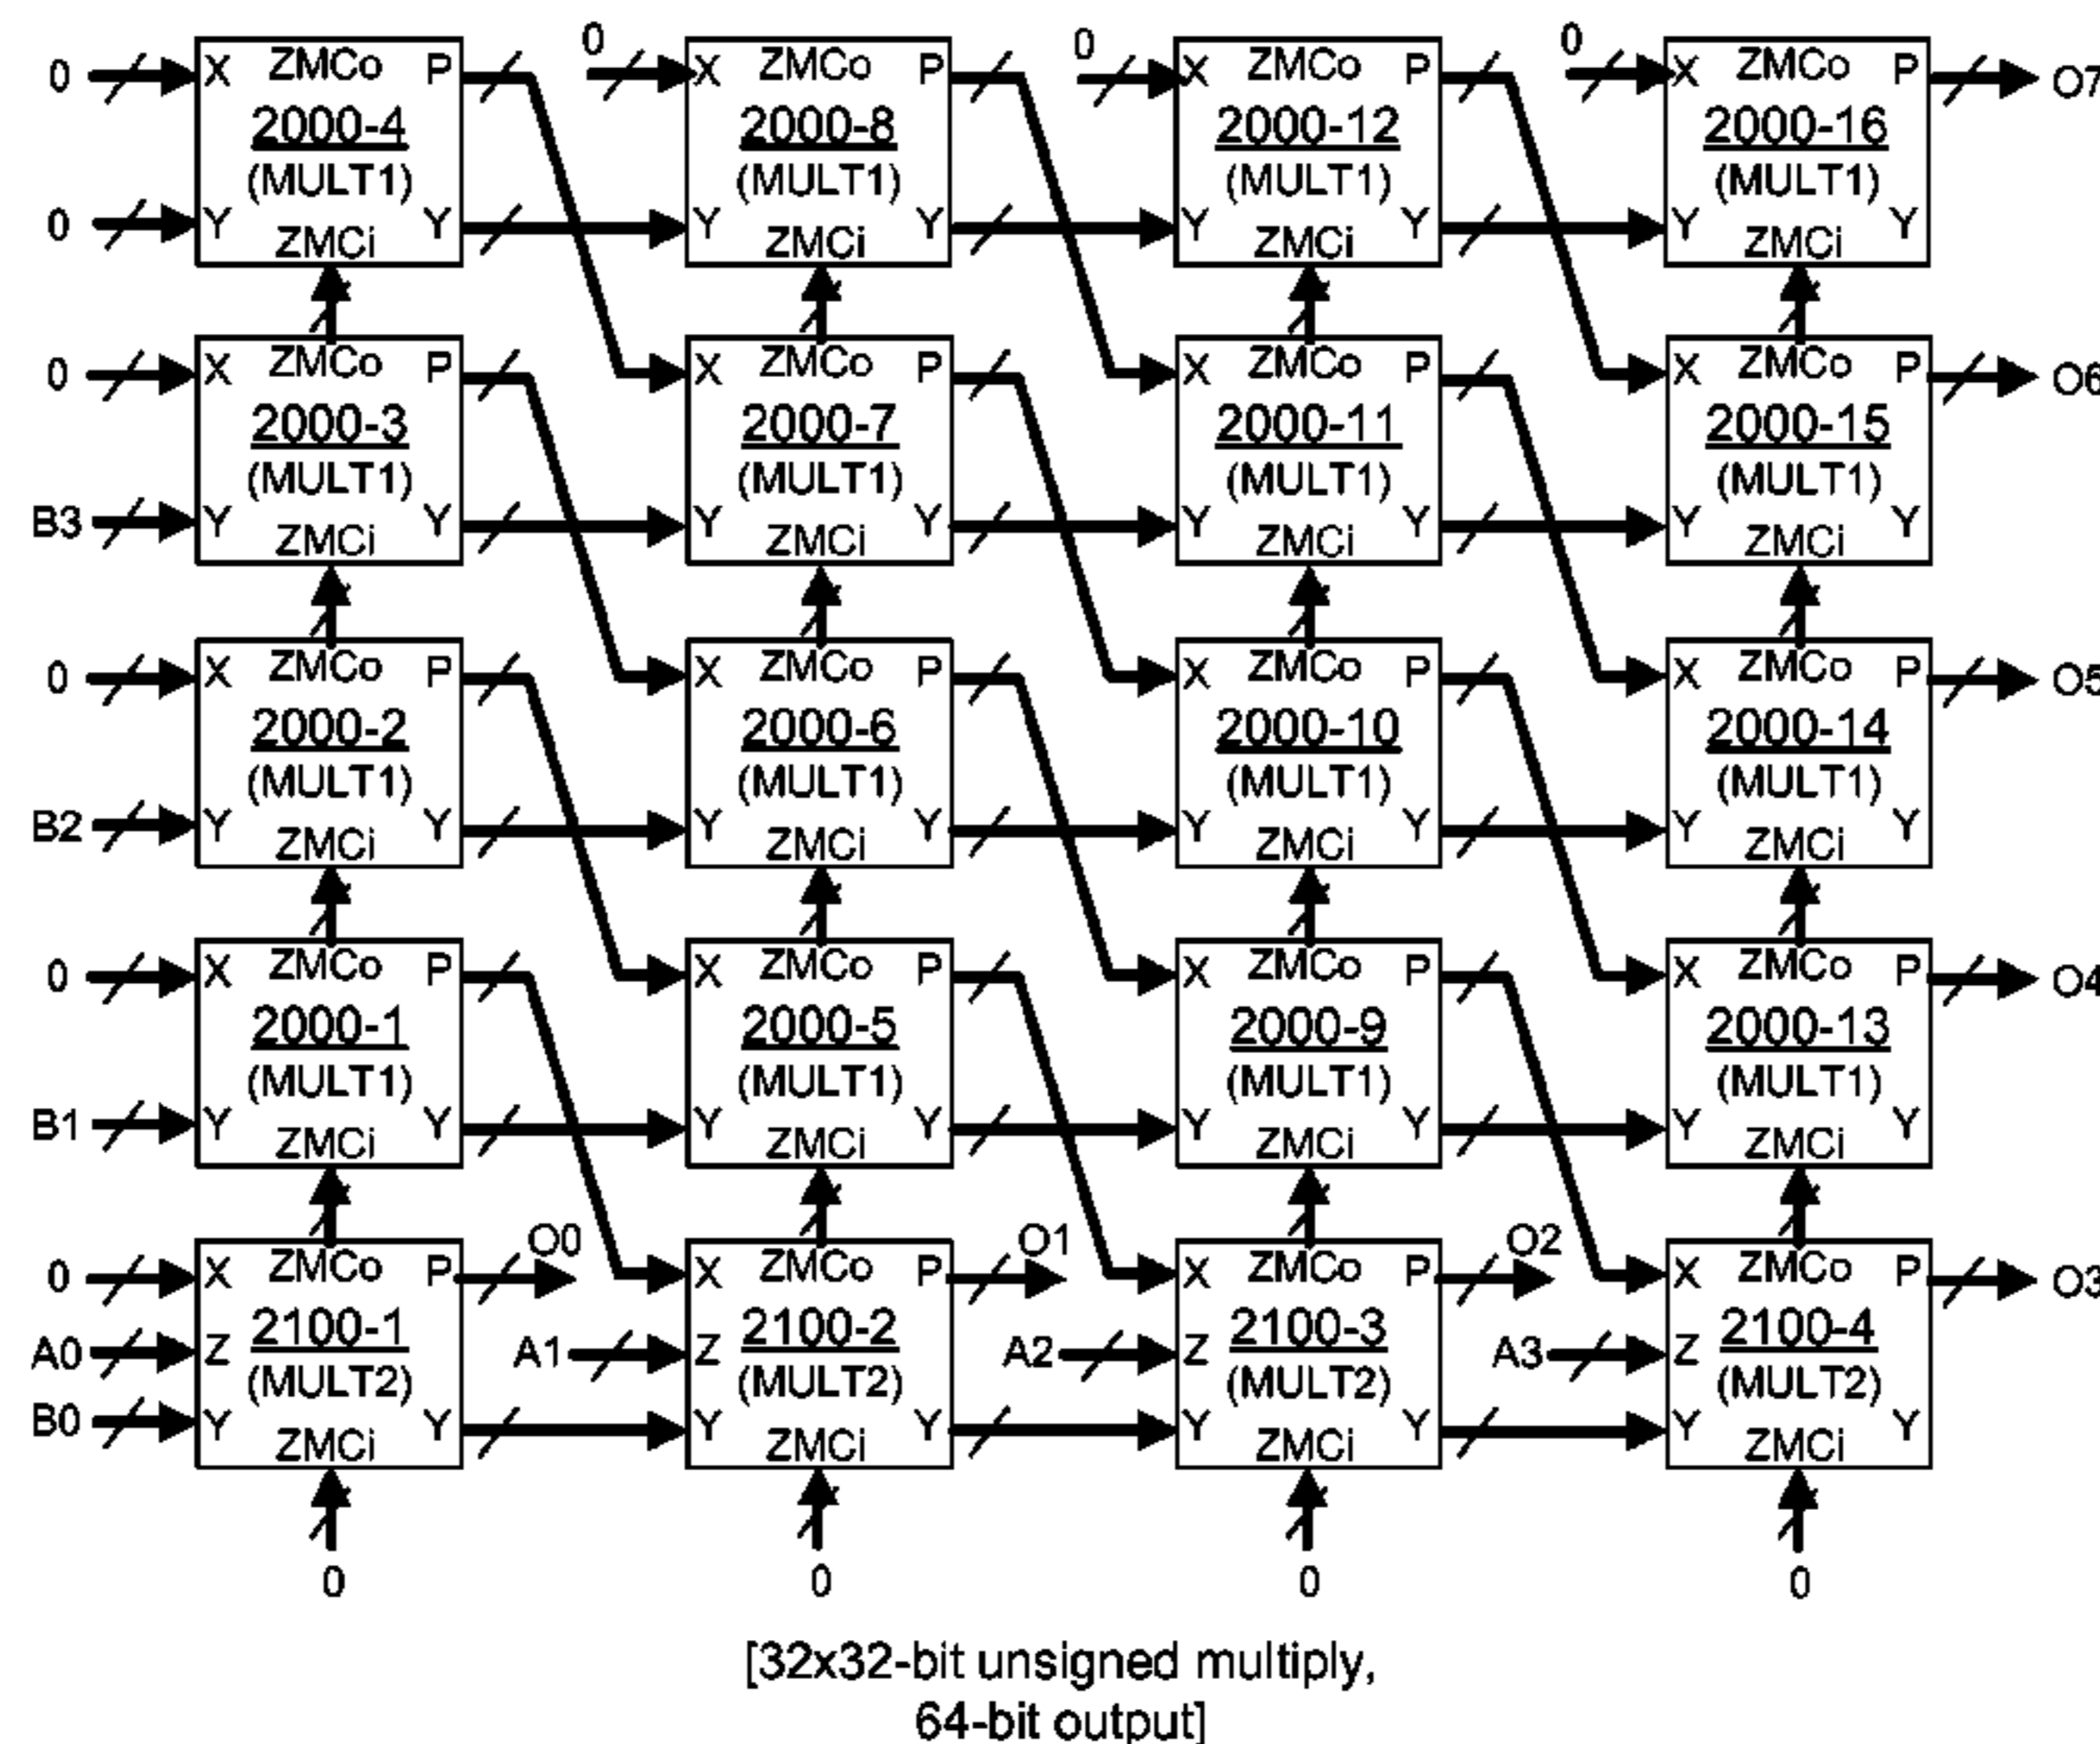 0 X ZMCo P 0 X ZMCo P 0 X ZMCo P 0 X ZMCo P O7
2000-4 2000-8 2000-12 2000-16
(MULT1) (MULT1) (MULT1) (MULT1)
0 Y Y Y Y Y Y Y Y
ZMCi ZMCi ZMCi ZMCi
0 X ZMCo P X ZMCo P X ZMCo P X ZMCo P O6
2000-3 2000-7 2000-11 2000-15
(MULT1) (MULT1) (MULT1) (MULT1)
B3 Y Y Y Y Y Y Y Y
ZMCi ZMCi ZMCi ZMCi
0 X ZMCo P X ZMCo P X ZMCo P X ZMCo P O5
2000-2 2000-6 2000-10 2000-14
(MULT1) (MULT1) (MULT1) (MULT1)
B2 Y Y Y Y Y Y Y Y
ZMCi ZMCi ZMCi ZMCi
0 X ZMCo P X ZMCo P X ZMCo P X ZMCo P O4
2000-1 2000-5 2000-9 2000-13
(MULT1) (MULT1) (MULT1) (MULT1)
B1 Y Y Y Y Y Y Y Y
ZMCi ZMCi ZMCi ZMCi
O0 O1 O2
0 X ZMCo P X ZMCo P X ZMCo P X ZMCo P O3
A0 Z 2100-1 A1 Z 2100-2 A2 Z 2100-3 A3 Z 2100-4
(MULT2) (MULT2) (MULT2) (MULT2)
B0 Y Y Y Y Y Y Y Y
ZMCi ZMCi ZMCi ZMCi
0 0 0 0
[32x32-bit unsigned multiply,
64-bit output]